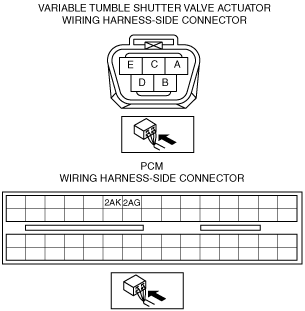 VARIABLE TUMBLE SHUTTER VALVE ACTUATOR
WIRING HARNESS-SIDE CONNECTOR
E C A
D B
PCM
WIRING HARNESS-SIDE CONNECTOR
2AK 2AG